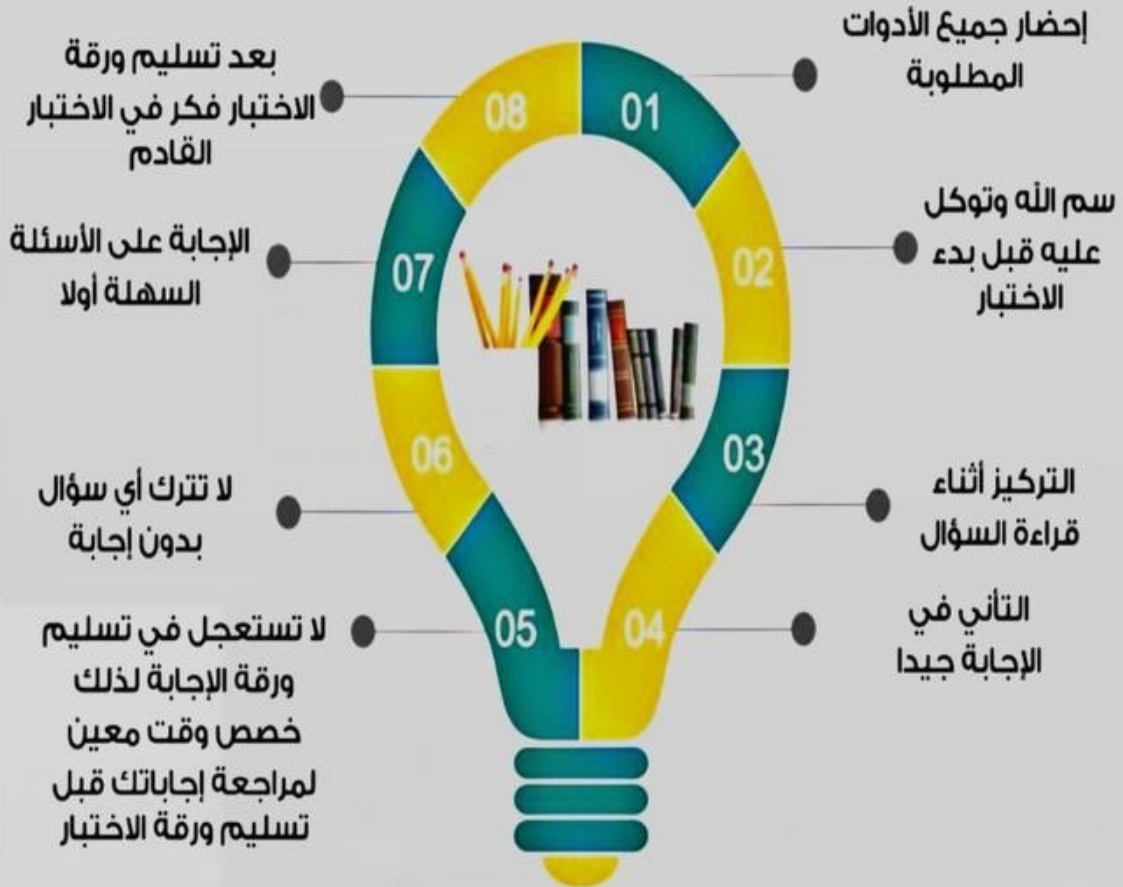 01
إحضار جميع الأدوات
المطلوبة
02
سم الله وتوكل
عليه قبل بدء
الاختبار
03
التركيز أثناء
قراءة السؤال
04
التأني في
الإجابة جيدا
05
لا تستعجل في تسليم
ورقة الإجابة لذلك
خصص وقت معين
لمراجعة إجاباتك قبل
تسليم ورقة الاختبار
06
لا تترك أي سؤال
بدون إجابة
07
الإجابة على الأسئلة
السهلة أولا
08
بعد تسليم ورقة
الاختبار فكر في الاختبار
القادم